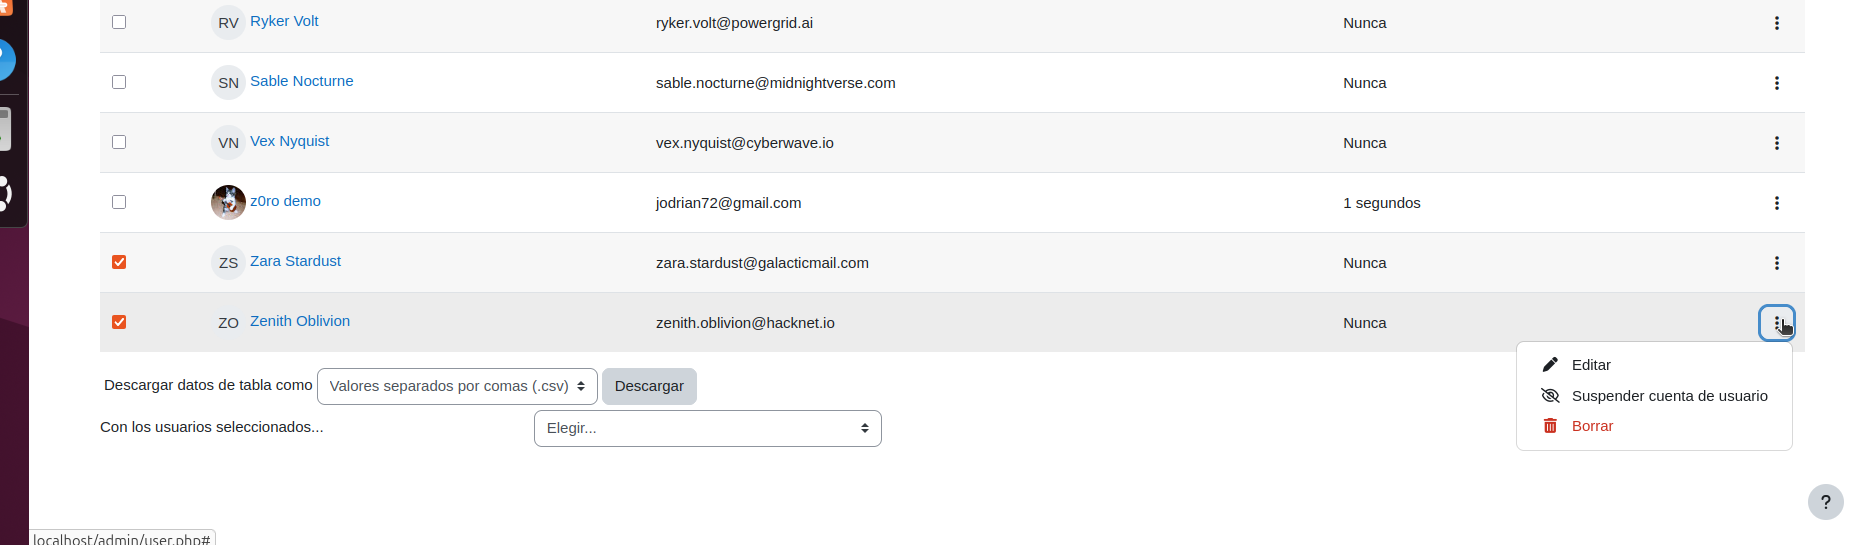 RV Ryker Volt ryker.volt@powergrid.ai Nunca
SN Sable Nocturne sable.nocturne@midnightverse.com Nunca
VN Vex Nyquist vex.nyquist@cyberwave.io Nunca
z0ro demo jodrian72@gmail.com 1 segundos
ZS Zara Stardust zara.stardust@galacticmail.com Nunca
ZO Zenith Oblivion zenith.oblivion@hacknet.io Nunca
Editar
Suspender cuenta de usuario
Borrar
Descargar datos de tabla como Valores separados por comas (.csv) Descargar
Con los usuarios seleccionados... Elegir...
?
localhost/admin/user.php#